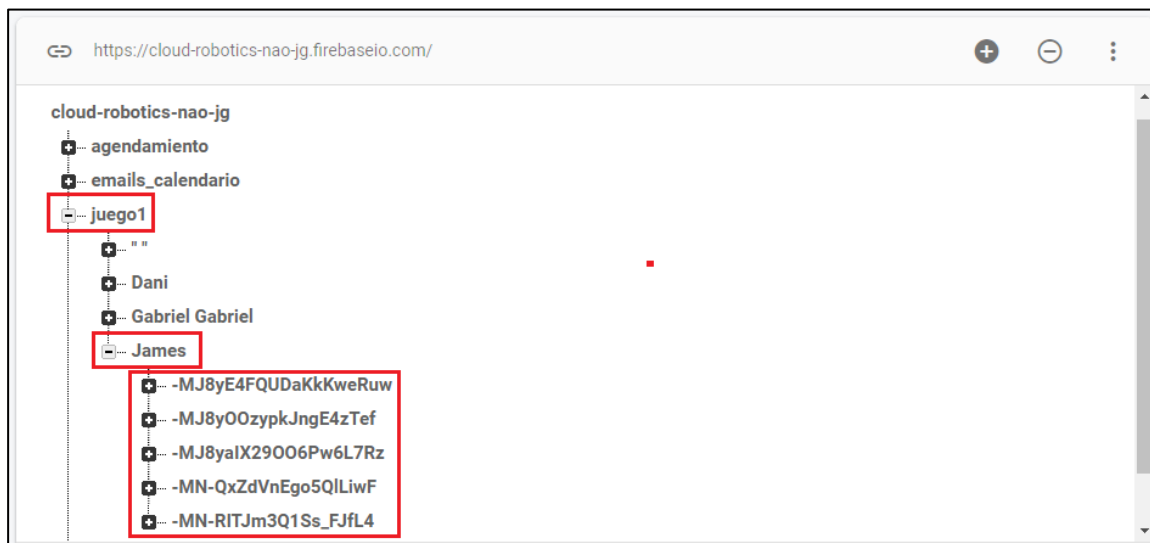 https://cloud-robotics-nao-jg.firebaseio.com/
cloud-robotics-nao-jg
agendamiento
emails_calendario
juego1
" "
Dani
Gabriel Gabriel
James
-MJ8yE4FQUDaKkKweRuw
-MJ8yOOzypkJngE4zTef
-MJ8yaIX29OO6Pw6L7Rz
-MN-QxZdVnEgo5QlLiwF
-MN-RITJm3Q1Ss_FJfL4